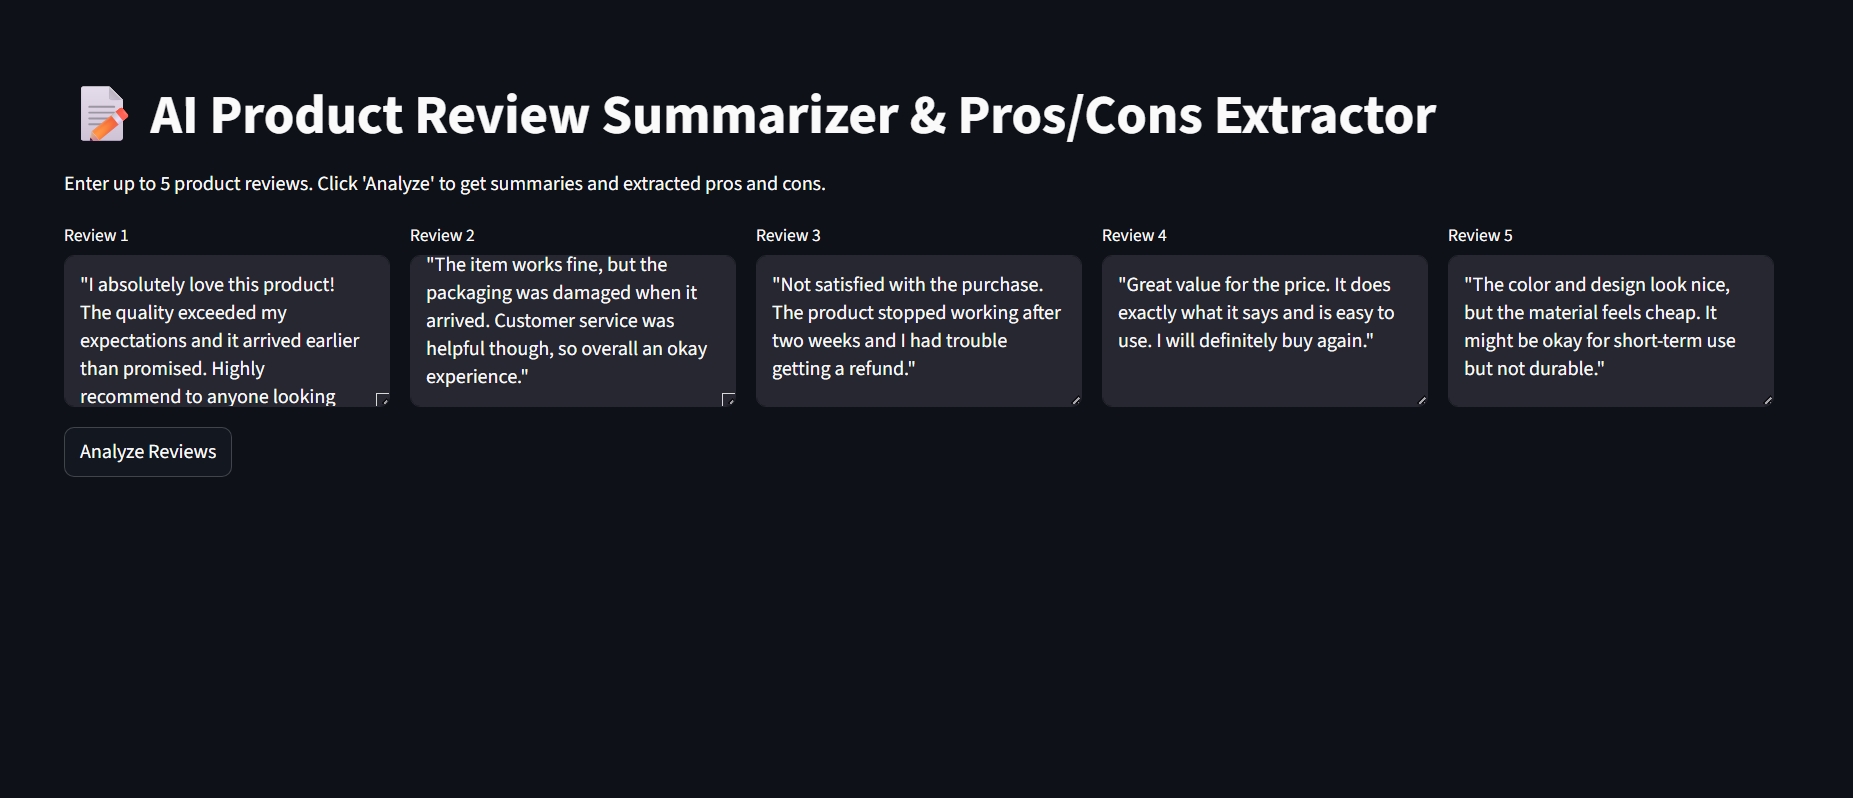 AI Product Review Summarizer & Pros/Cons Extractor
Enter up to 5 product reviews. Click 'Analyze' to get summaries and extracted pros and cons.
Review 1
"I absolutely love this product!
The quality exceeded my
expectations and it arrived earlier
than promised. Highly
recommend to anyone looking
Review 2
"The item works fine, but the
packaging was damaged when it
arrived. Customer service was
helpful though, so overall an okay
experience."
Review 3
"Not satisfied with the purchase.
The product stopped working after
two weeks and I had trouble
getting a refund."
Review 4
"Great value for the price. It does
exactly what it says and is easy to
use. I will definitely buy again."
Review 5
"The color and design look nice,
but the material feels cheap. It
might be okay for short-term use
but not durable."
Analyze Reviews